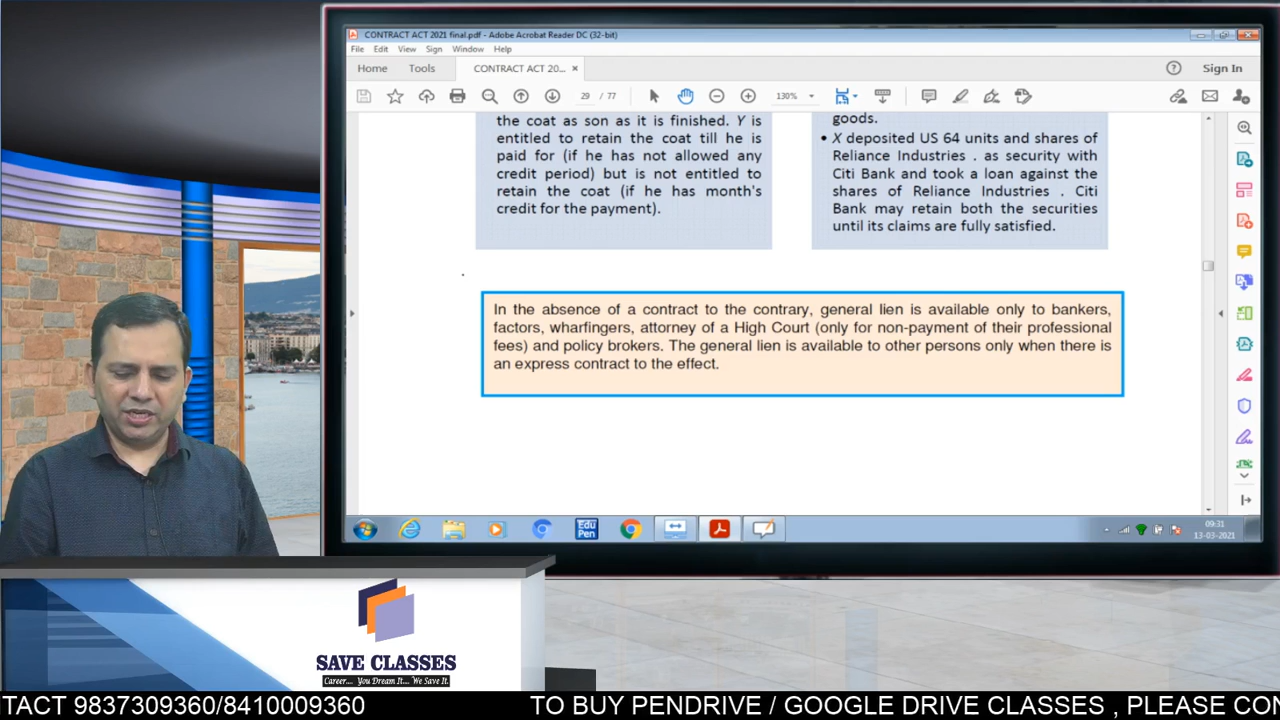 CONTRACT ACT 2021 final.pdf - Adobe Acrobat Reader DC (32-bit)
File Edit View Sign Window Help
Home Tools CONTRACT ACT 20... × Sign In
29 / 77 130%
the coat as son as it is finished. Y is
entitled to retain the coat till he is
paid for (if he has not allowed any
credit period) but is not entitled to
retain the coat (if he has month's
credit for the payment).
goods.
• X deposited US 64 units and shares of
Reliance Industries . as security with
Citi Bank and took a loan against the
shares of Reliance Industries . Citi
Bank may retain both the securities
until its claims are fully satisfied.
In the absence of a contract to the contrary, general lien is available only to bankers,
factors, wharfingers, attorney of a High Court (only for non-payment of their professional
fees) and policy brokers. The general lien is available to other persons only when there is
an express contract to the effect.
Edu
Pen
09:31
13-03-2021
SAVE CLASSES
Career.... You Dream It.... We Save It.
TACT 9837309360/8410009360 TO BUY PENDRIVE / GOOGLE DRIVE CLASSES , PLEASE CON